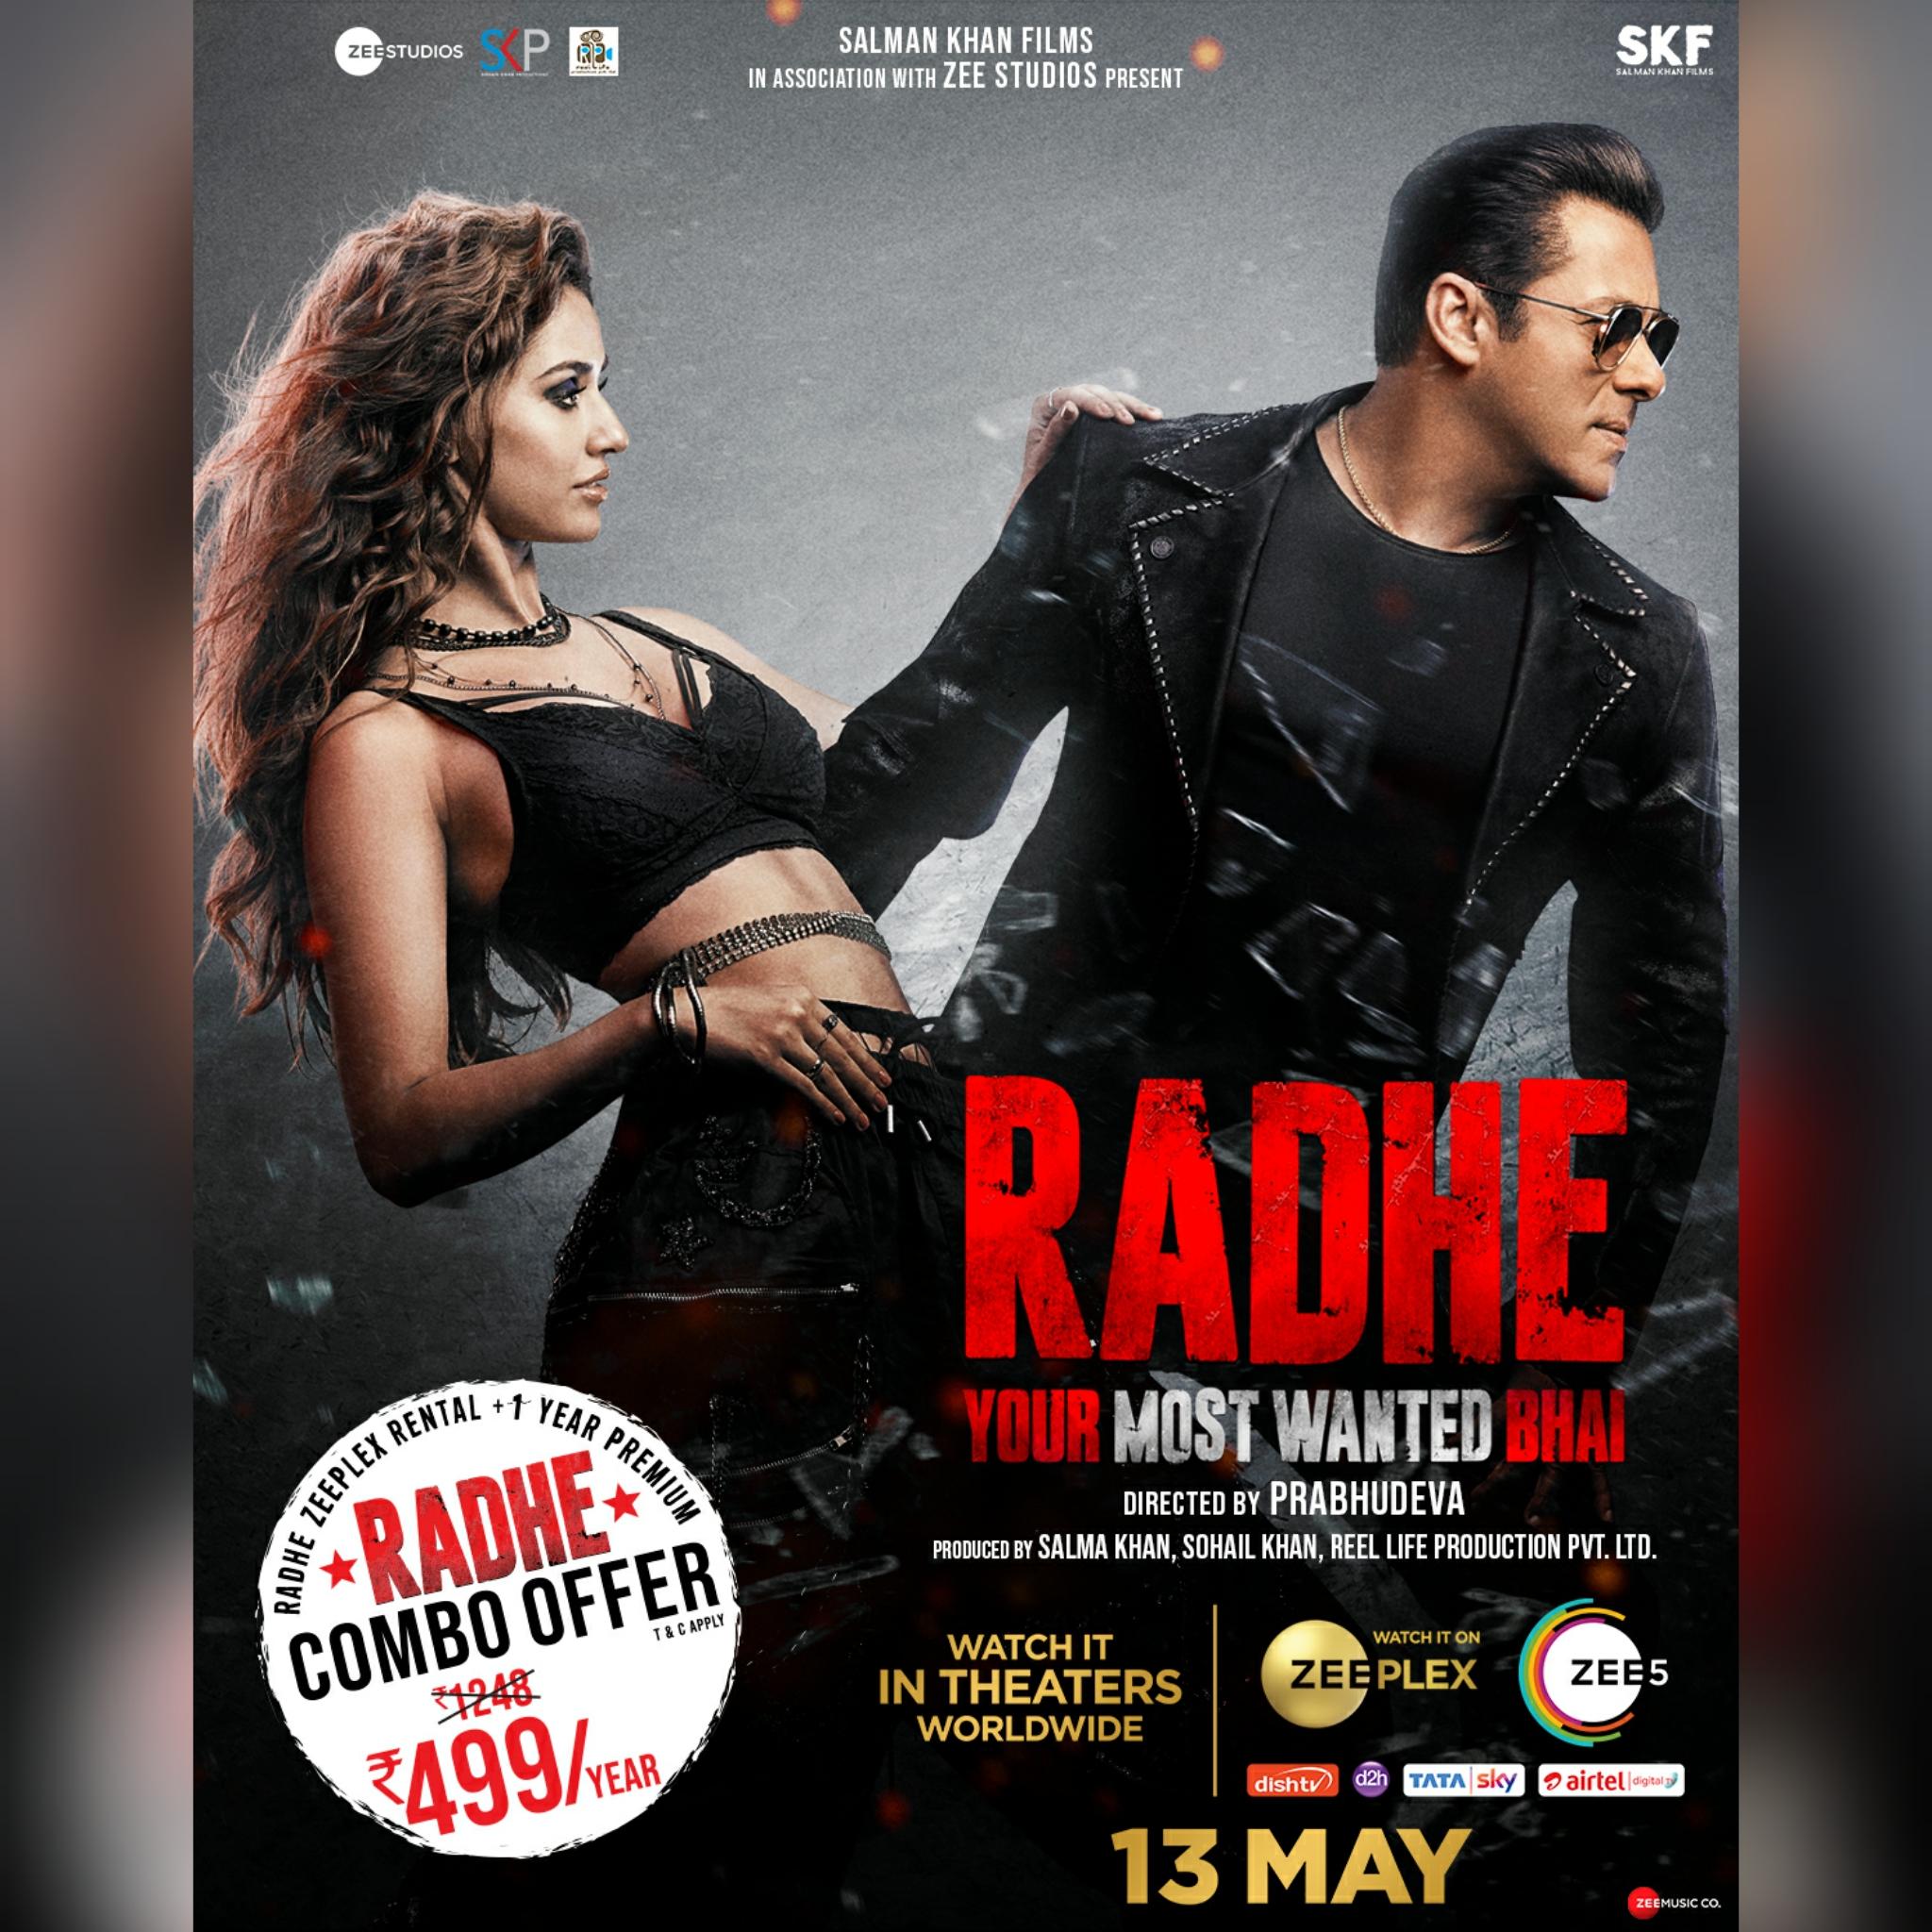 ZEESTUDIOS
SKP
SALMAN KHAN FILMS
IN ASSOCIATION WITH ZEE STUDIOS PRESENT
SKF
SALMAN KHAN FILMS
RADHE
YOUR MOST WANTED BHAI
DIRECTED BY PRABHUDEVA
PRODUCED BY SALMA KHAN, SOHAIL KHAN, REEL LIFE PRODUCTION PVT. LTD.
RADHE ZEEPLEX RENTAL +1 YEAR PREMIUM
RADHE
COMBO OFFER
T & C APPLY
₹1248
₹499/YEAR
WATCH IT
IN THEATERS
WORLDWIDE
WATCH IT ON
ZEEPLEX
ZEE5
dishtv
d2h
TATA sky
airtel digital tv
13 MAY
ZEEMUSIC CO.